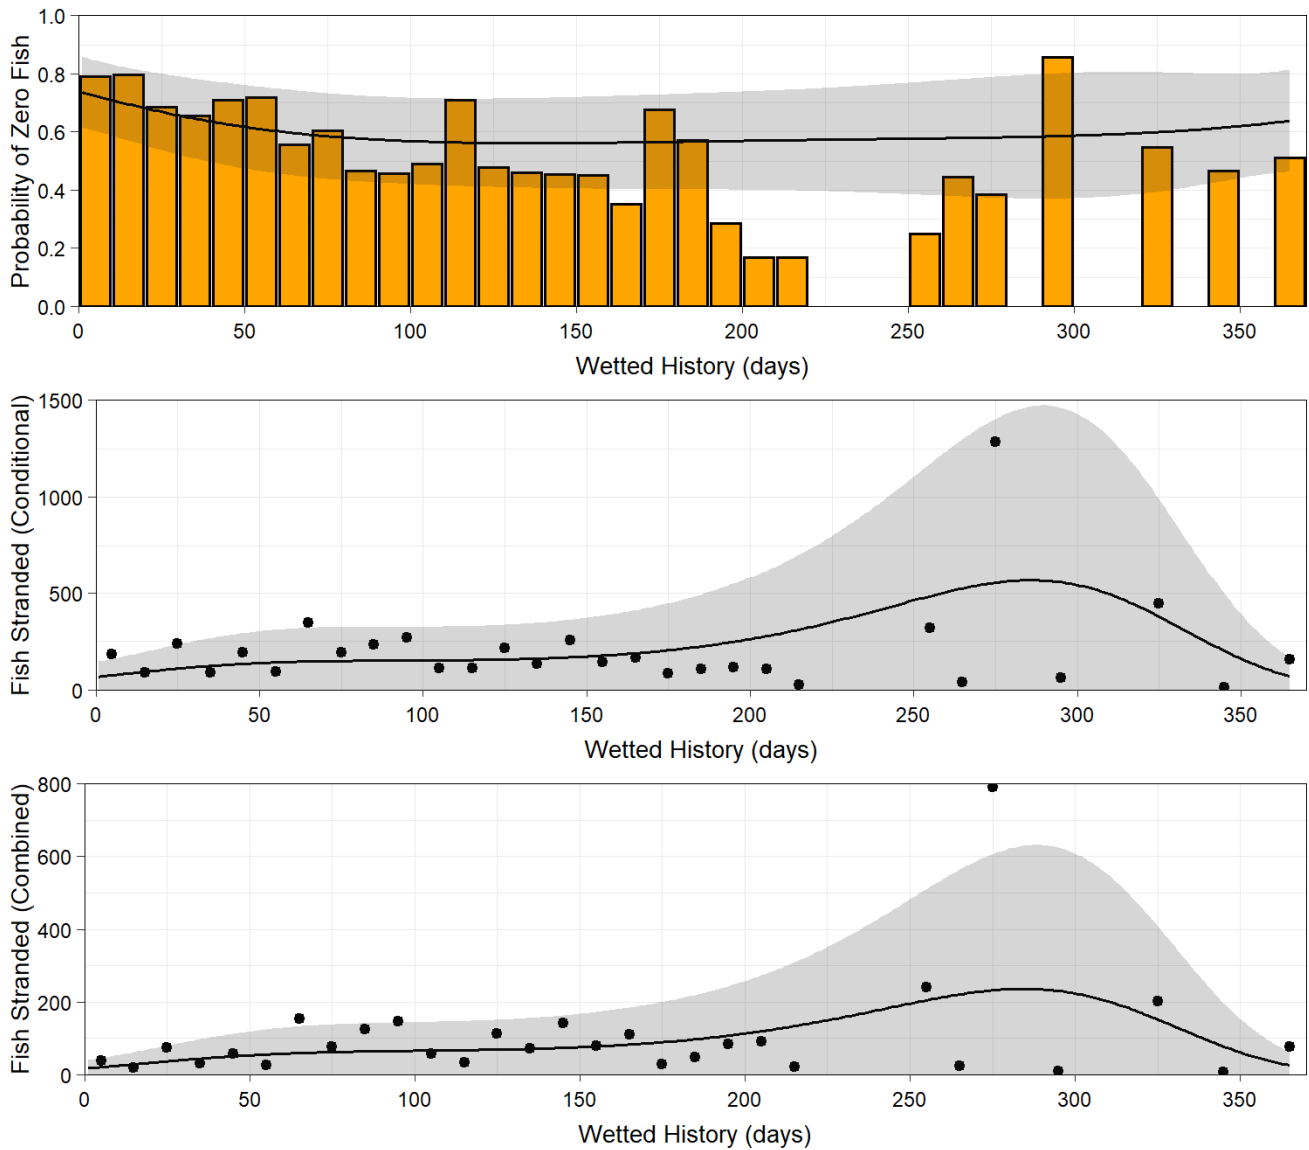 Probability of Zero Fish
1.0
0.8
0.6
0.4
0.2
0.0
0 50 100 150 200 250 300 350
Wetted History (days)
Fish Stranded (Conditional)
1500
1000
500
0
0 50 100 150 200 250 300 350
Wetted History (days)
Fish Stranded (Combined)
800
600
400
200
0
0 50 100 150 200 250 300 350
Wetted History (days)